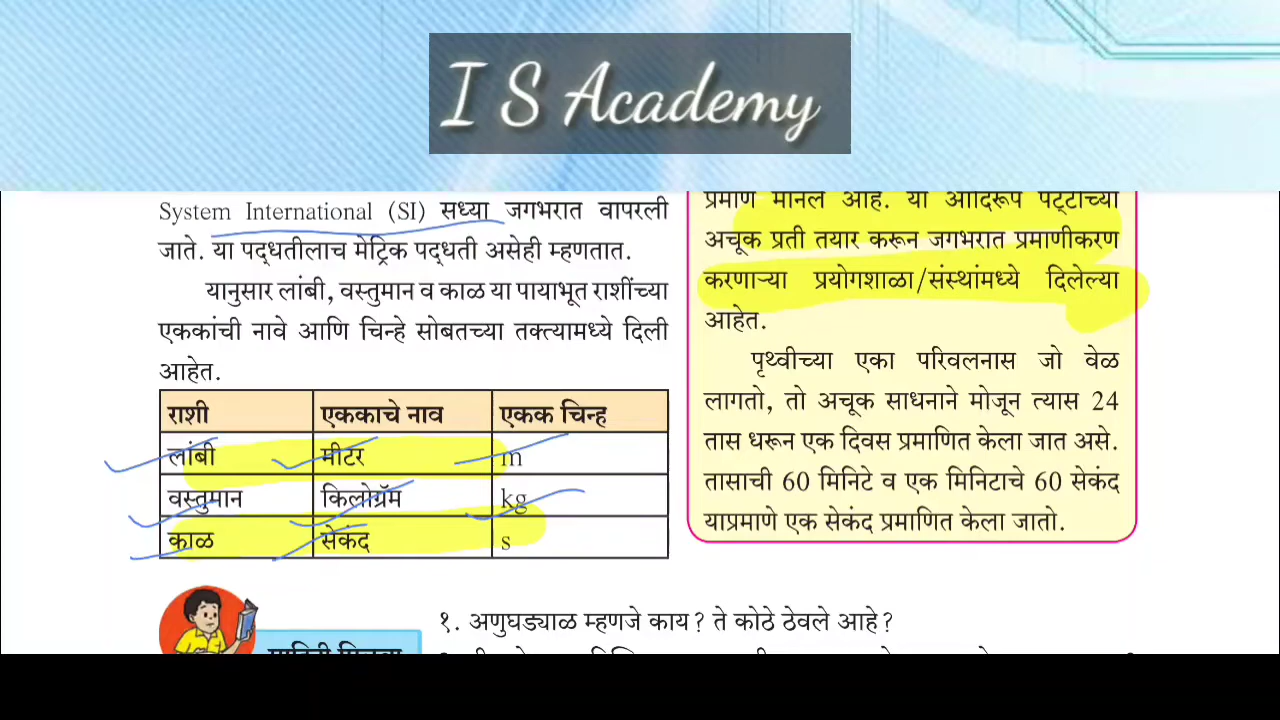 I S Academy
System International (SI) सध्या जगभरात वापरली
जाते. या पद्धतीलाच मेट्रिक पद्धती असेही म्हणतात.
यानुसार लांबी, वस्तुमान व काळ या पायाभूत राशींच्या
एककांची नावे आणि चिन्हे सोबतच्या तक्त्यामध्ये दिली
आहेत.
राशी एककाचे नाव एकक चिन्ह
लांबी मीटर m
वस्तुमान किलोग्रॅम kg
काळ सेकंद s
प्रमाण मानले आहे. या आदिरूप पट्टीच्या
अचूक प्रती तयार करून जगभरात प्रमाणीकरण
करणाऱ्या प्रयोगशाळा/संस्थांमध्ये दिलेल्या
आहेत.
पृथ्वीच्या एका परिवलनास जो वेळ
लागतो, तो अचूक साधनाने मोजून त्यास 24
तास धरून एक दिवस प्रमाणित केला जात असे.
तासाची 60 मिनिटे व एक मिनिटाचे 60 सेकंद
याप्रमाणे एक सेकंद प्रमाणित केला जातो.
१. अणुघड्याळ म्हणजे काय? ते कोठे ठेवले आहे?